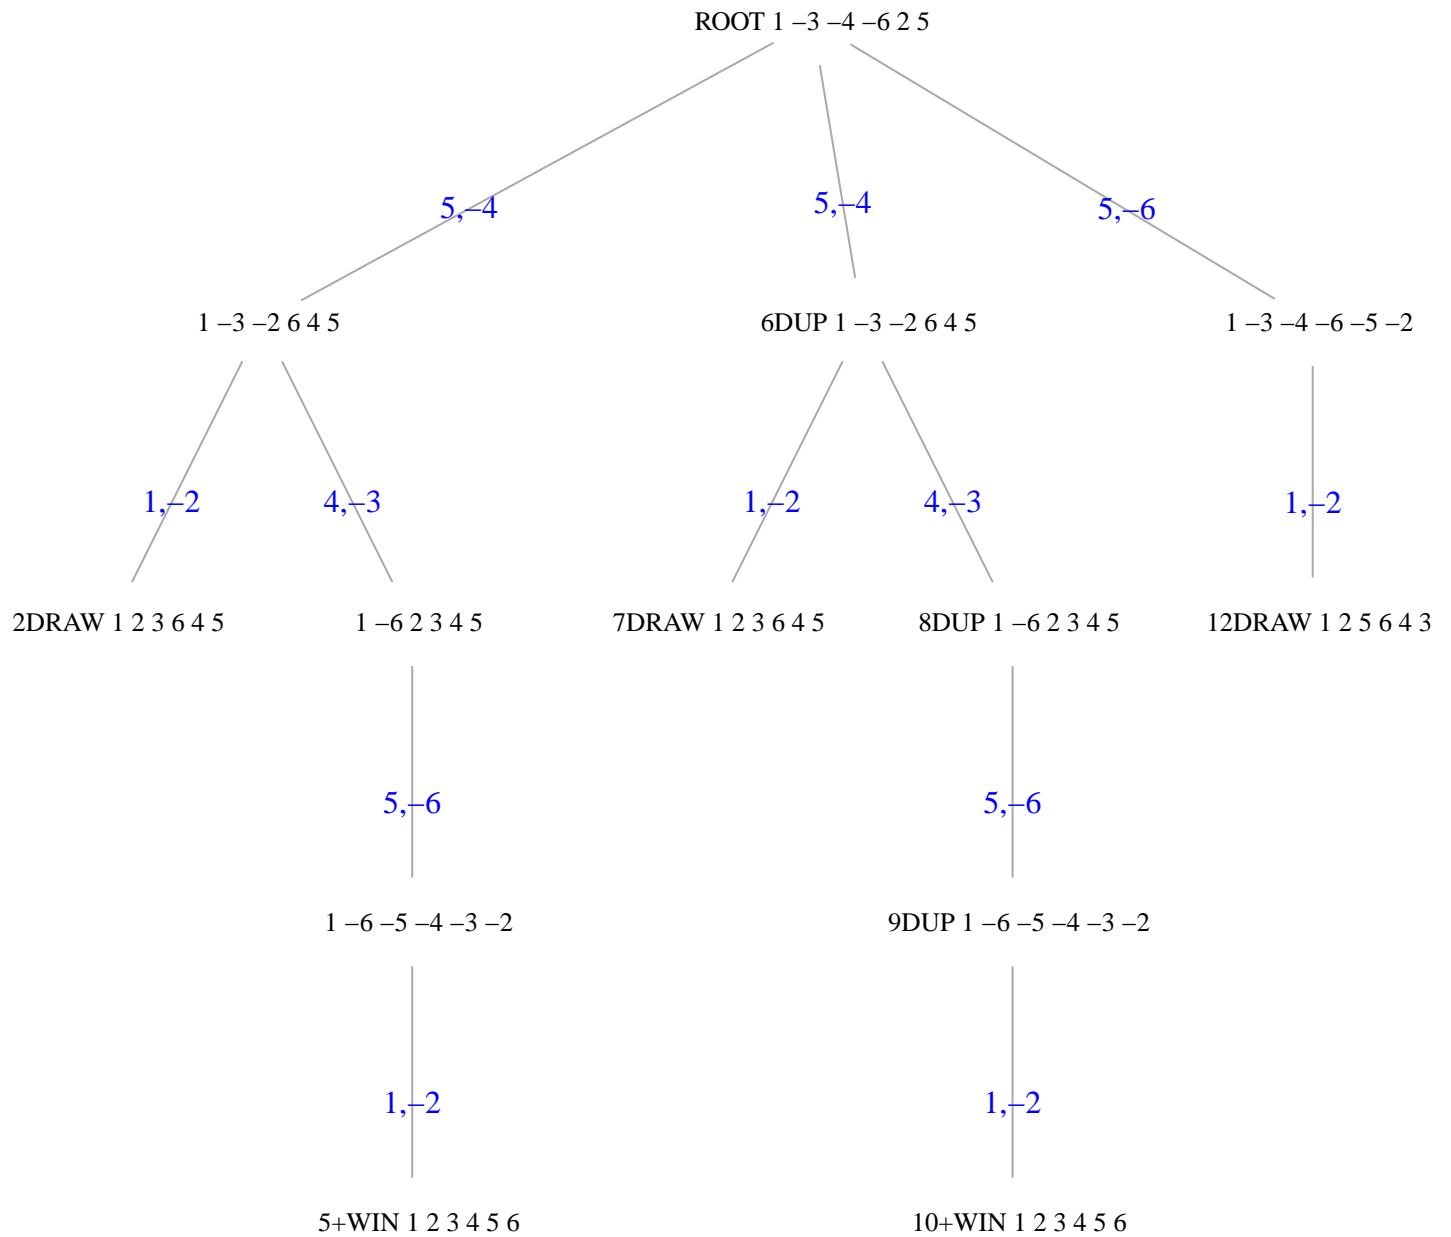 ROOT 1 –3 –4 –6 2 5
5,–4
5,–4
5,–6
1 –3 –2 6 4 5
6DUP 1 –3 –2 6 4 5
1 –3 –4 –6 –5 –2
1,–2
4,–3
1,–2
4,–3
1,–2
2DRAW 1 2 3 6 4 5
1 –6 2 3 4 5
7DRAW 1 2 3 6 4 5
8DUP 1 –6 2 3 4 5
12DRAW 1 2 5 6 4 3
5,–6
5,–6
1 –6 –5 –4 –3 –2
9DUP 1 –6 –5 –4 –3 –2
1,–2
1,–2
5+WIN 1 2 3 4 5 6
10+WIN 1 2 3 4 5 6